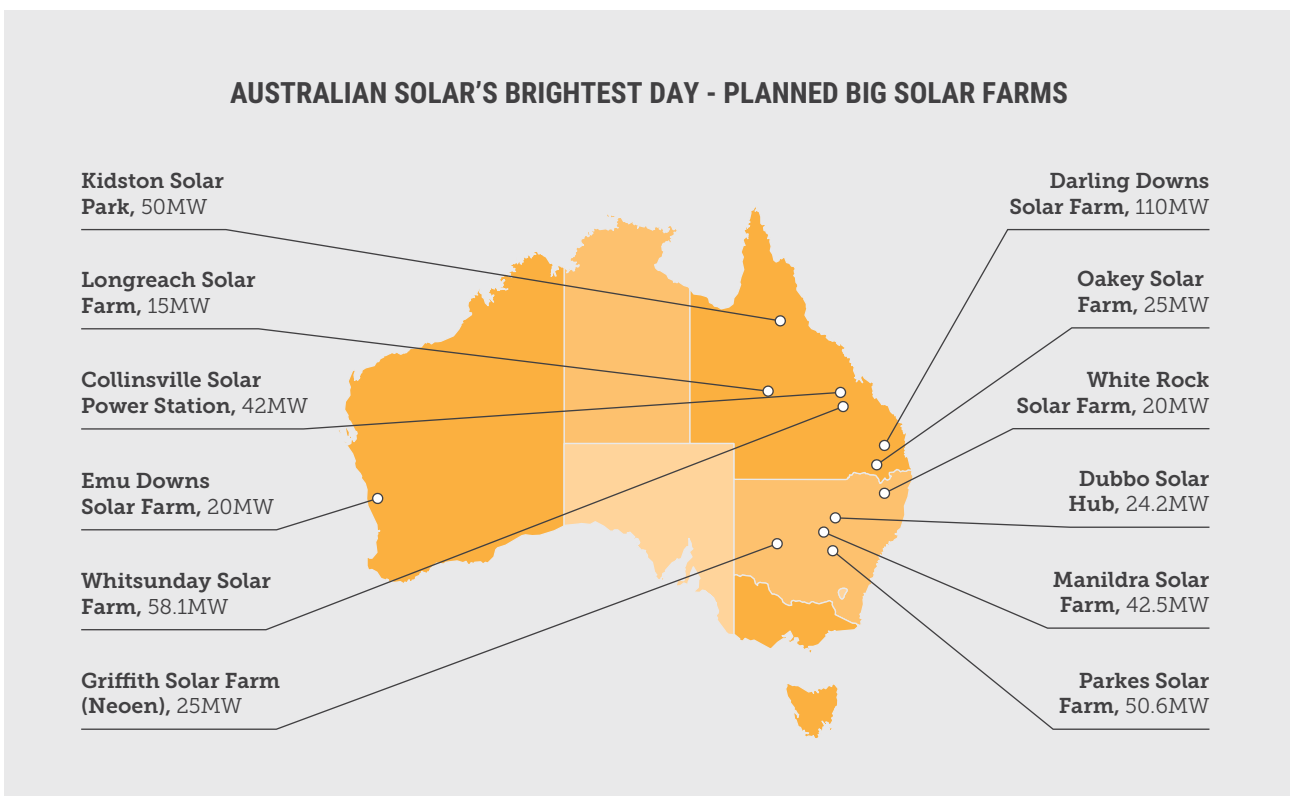 AUSTRALIAN SOLAR’S BRIGHTEST DAY - PLANNED BIG SOLAR FARMS
Kidston Solar
Park, 50MW
Longreach Solar
Farm, 15MW
Collinsville Solar
Power Station, 42MW
Emu Downs
Solar Farm, 20MW
Whitsunday Solar
Farm, 58.1MW
Griffith Solar Farm
(Neoen), 25MW
Darling Downs
Solar Farm, 110MW
Oakey Solar
Farm, 25MW
White Rock
Solar Farm, 20MW
Dubbo Solar
Hub, 24.2MW
Manildra Solar
Farm, 42.5MW
Parkes Solar
Farm, 50.6MW